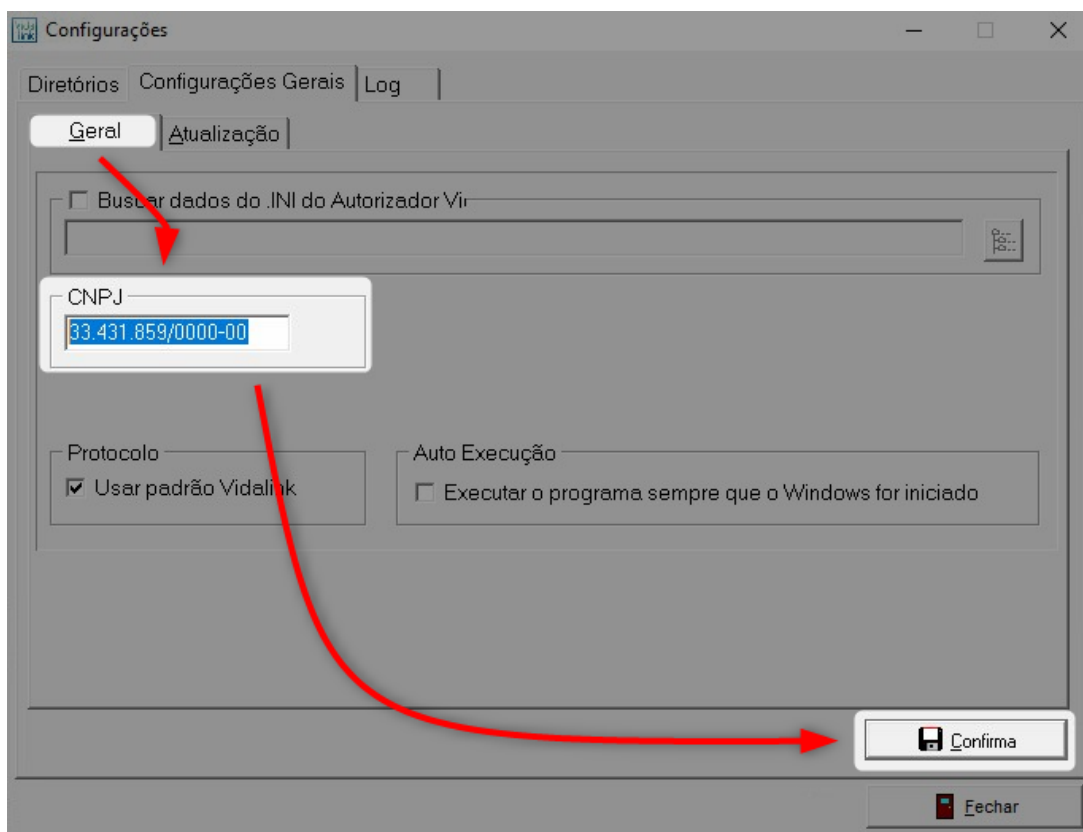 Configurações
Diretórios Configurações Gerais Log
Geral Atualização
Buscar dados do .INI do Autorizador
CNPJ
33.431.859/0000-00
Protocolo Auto Execução
Usar padrão Vidalink Executar o programa sempre que o Windows for iniciado
Confirma
Fechar